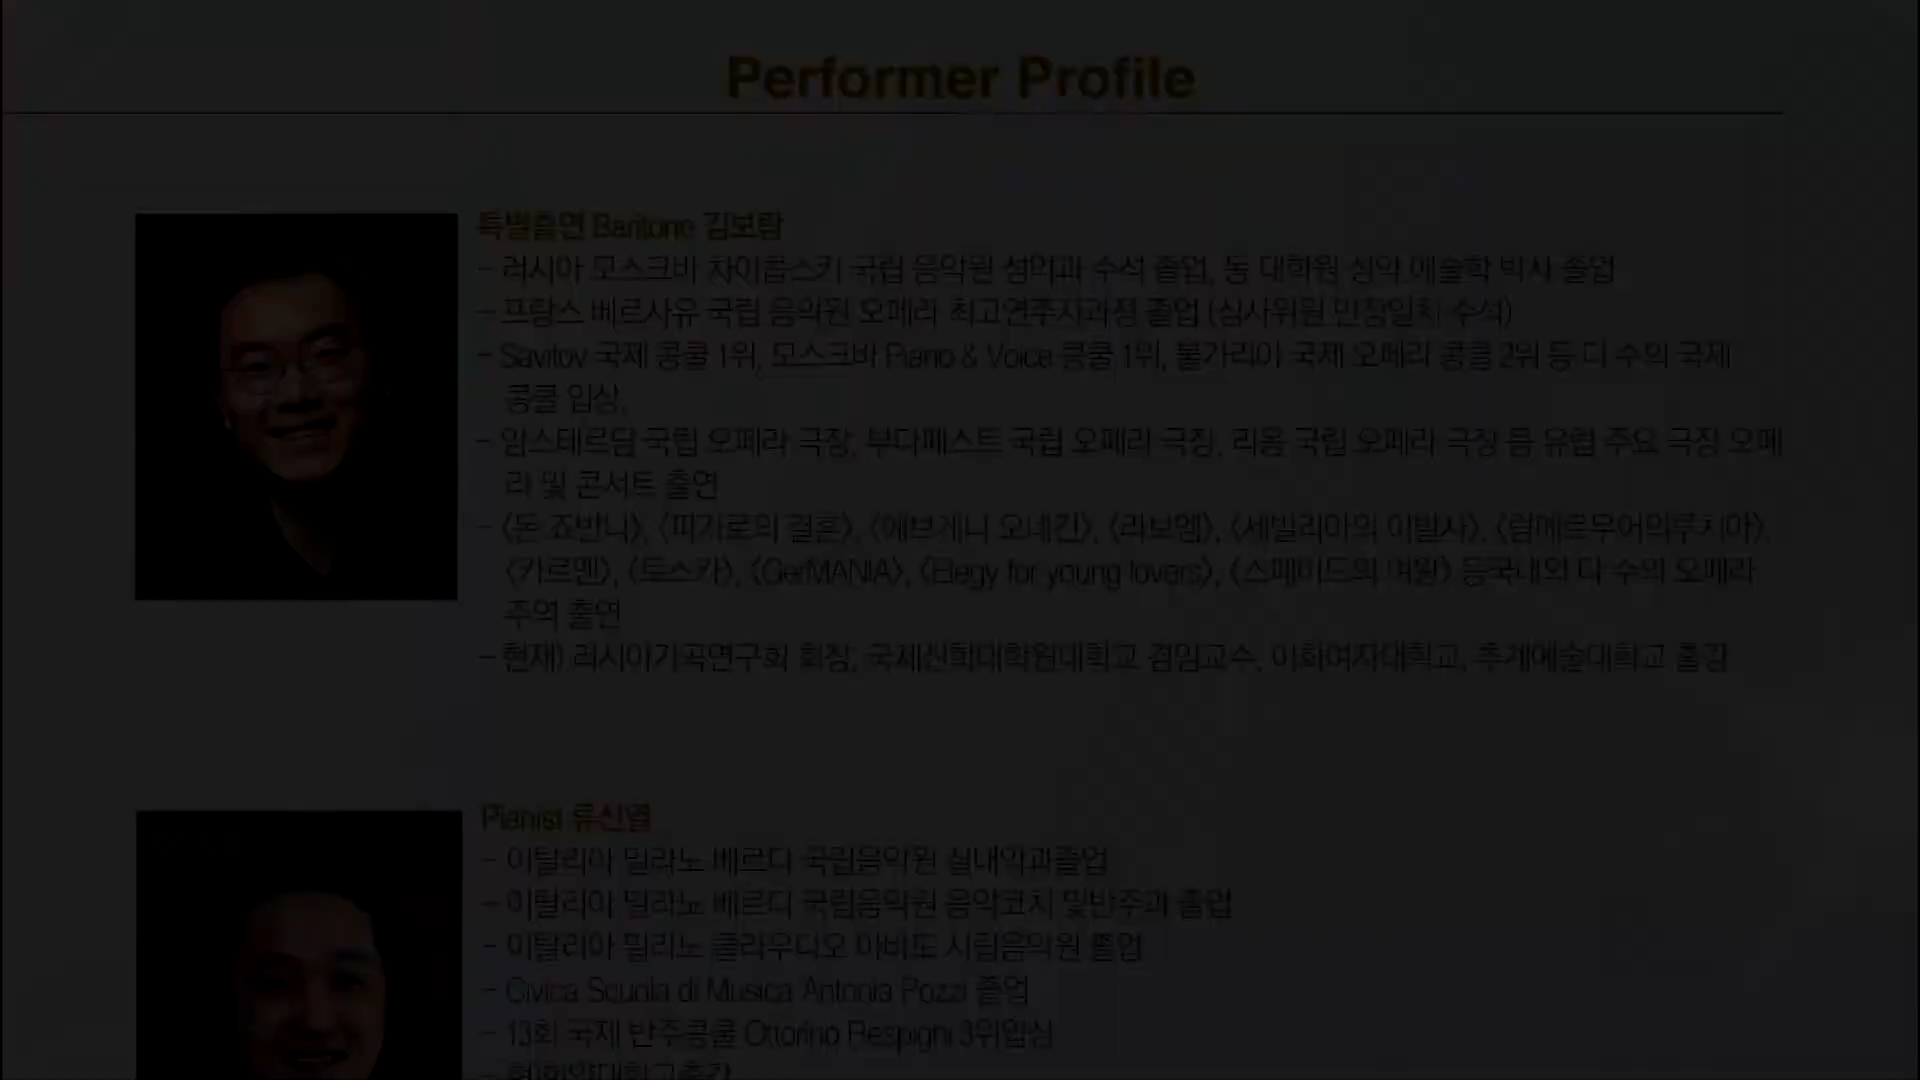 Performer Profile
특별출연 Baritone 김보람
- 러시아 모스크바 차이콥스키 국립 음악원 성악과 수석 졸업, 동 대학원 성악 예술학 박사 졸업
- 프랑스 베르사유 국립 음악원 오페라 최고연주자과정 졸업 (심사위원 만장일치 수석)
- Savitov 국제 콩쿨 1위, 모스크바 Piano & Voice 콩쿨 1위, 불가리아 국제 오페라 콩쿨 2위 등 다 수의 국제
콩쿨 입상,
- 암스테르담 국립 오페라 극장, 부다페스트 국립 오페라 극장, 리옹 국립 오페라 극장 등 유럽 주요 극장 오페
라 및 콘서트 출연
- 〈돈 죠반니〉, 〈피가로의 결혼〉, 〈예브게니 오네긴〉, 〈라보엠〉, 〈세빌리아의 이발사〉, 〈람메르무어의루치아〉,
〈카르멘〉, 〈토스카〉, 〈GerMANIA〉, 〈Elegy for young lovers〉, 〈스페이드의 여왕〉 등국내외 다 수의 오페라
주역 출연
- 현재) 러시아가곡연구회 회장, 국제신학대학원대학교 겸임교수, 이화여자대학교, 추계예술대학교 출강
Pianist 류신열
- 이탈리아 밀라노 베르디 국립음악원 실내악과졸업
- 이탈리아 밀라노 베르디 국립음악원 음악코치 및반주과 졸업
- 이탈리아 밀라노 클라우디오 아바도 시립음악원 졸업
- Civica Scuola di Musica Antonia Pozzi 졸업
- 13회 국제 반주콩쿨 Ottorino Respighi 3위입상